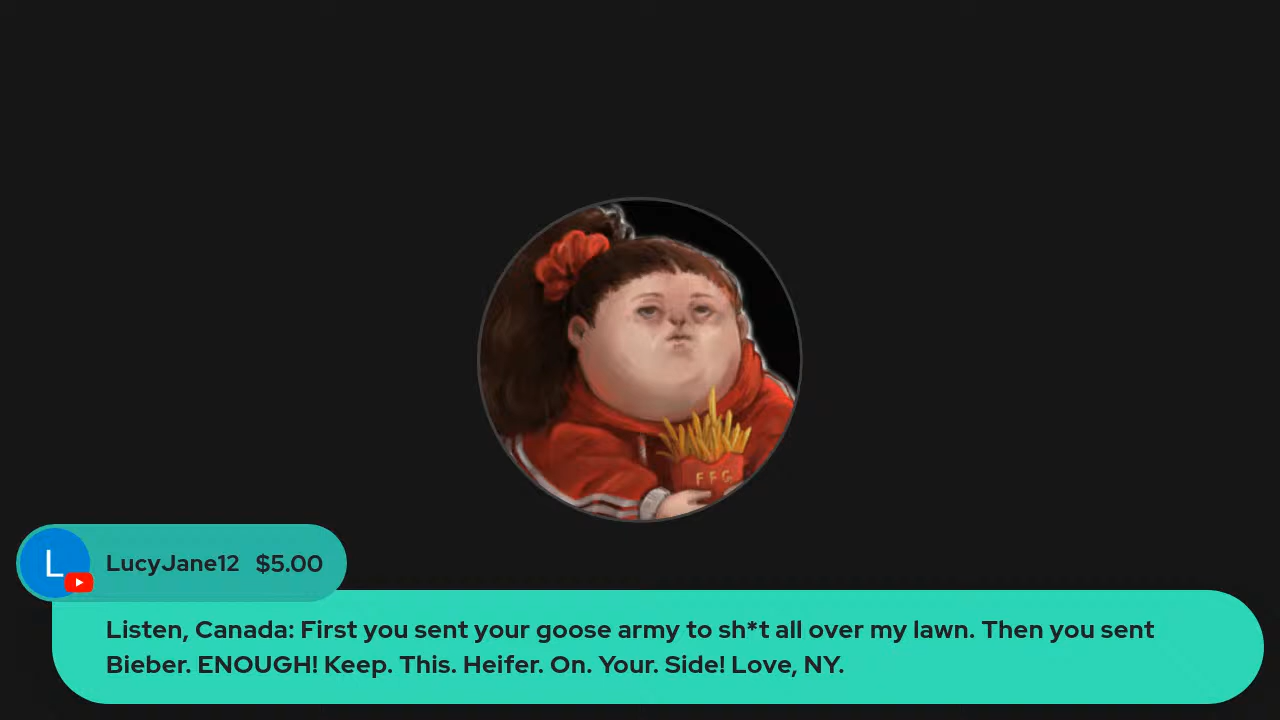 FFG
L
LucyJane12 $5.00
Listen, Canada: First you sent your goose army to sh*t all over my lawn. Then you sent
Bieber. ENOUGH! Keep. This. Heifer. On. Your. Side! Love, NY.